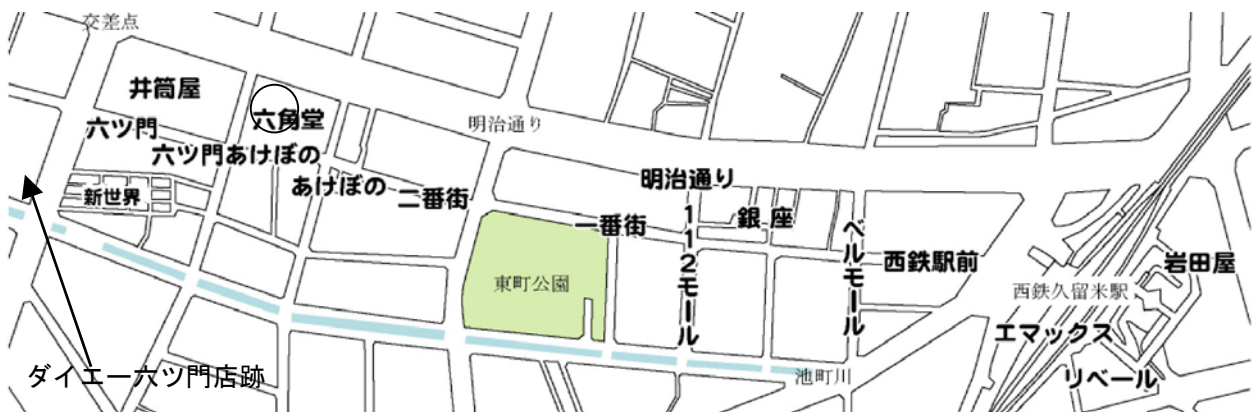 交差点
井筒屋
六角堂
六ツ門
明治通り
六ツ門あけぼの
あけぼの
新世界
二番街
明治通り
一番街
112モール
銀座
ベルモール
西鉄駅前
岩田屋
東町公園
西鉄久留米駅
エマックス
リベール
池町川
ダイエー六ツ門店跡